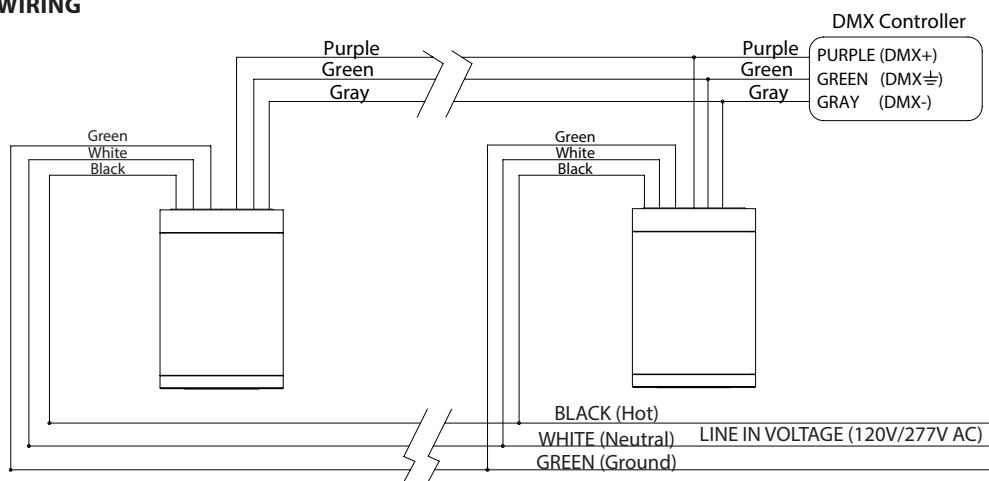 WIRING
DMX Controller
Purple
Purple
PURPLE (DMX+)
Green
Green
GREEN (DMX⏚)
Gray
Gray
GRAY (DMX-)
Green
White
Black
Green
White
Black
BLACK (Hot)
WHITE (Neutral)
LINE IN VOLTAGE (120V/277V AC)
GREEN (Ground)